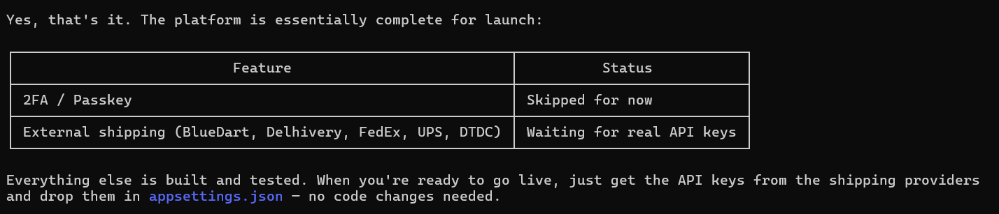 Yes, that's it. The platform is essentially complete for launch:
Feature Status
2FA / Passkey Skipped for now
External shipping (BlueDart, Delhivery, FedEx, UPS, DTDC) Waiting for real API keys
Everything else is built and tested. When you're ready to go live, just get the API keys from the shipping providers
and drop them in appsettings.json — no code changes needed.